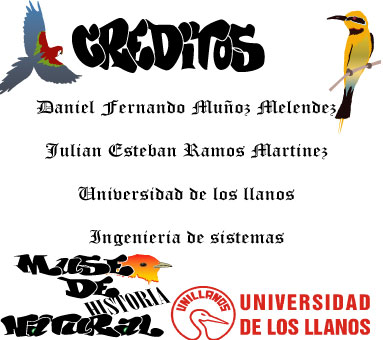 CREDITOS
Daniel Fernando Muñoz Melendez
Julian Esteban Ramos Martinez
Universidad de los llanos
Ingenieria de sistemas
MUSEO
DE
HISTORIA
NATURAL
UNILLANOS
UNIVERSIDAD
DE LOS LLANOS